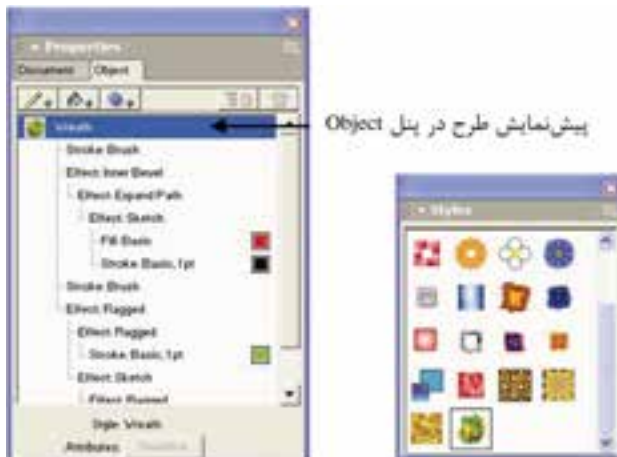 Properties
Document Object
Wreath
Stroke Brush
Effect: Inner Bevel
Effect: Expand Path
Effect: Sketch
Fill: Basic
Stroke: Basic, 1pt
Stroke Brush
Effect: Ragged
Effect: Ragged
Stroke: Basic, 1pt
Effect: Sketch
Effect: Ragged
Style: Wreath
Attributes:
پیش‌نمایش طرح در پنل Object
Styles